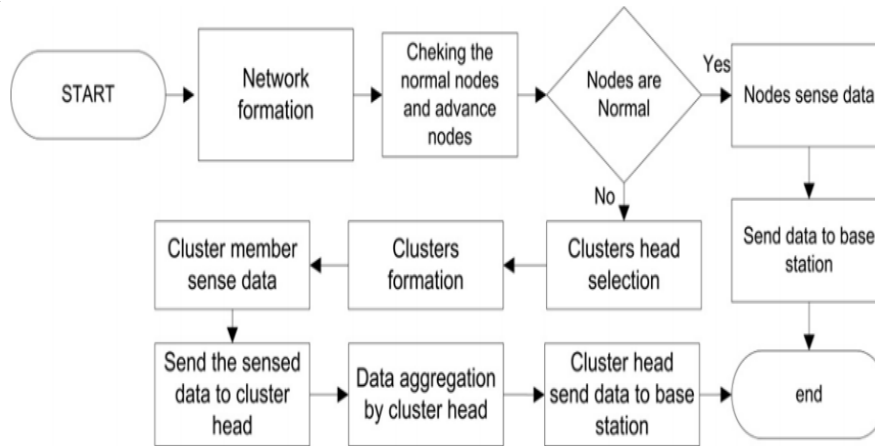 START
Network
formation
Cheking the
normal nodes
and advance
nodes
Nodes are
Normal
Yes
Nodes sense data
No
Send data to base
station
Clusters head
selection
Clusters
formation
Cluster member
sense data
Send the sensed
data to cluster
head
Data aggregation
by cluster head
Cluster head
send data to base
station
end